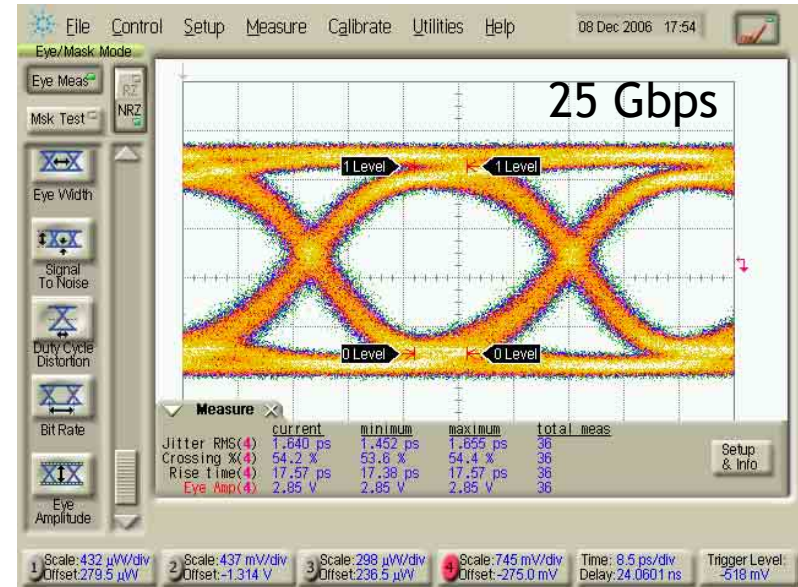 File Control Setup Measure Calibrate Utilities Help 08 Dec 2006 17:54
Eye/Mask Mode
Eye Meas
RZ
NRZ
Msk Test
25 Gbps
1 Level 1 Level
Eye Width
Signal
To Noise
Duty Cycle
Distortion
0 Level 0 Level
Bit Rate
Eye
Amplitude
Measure
current minimum maximum total meas
Jitter RMS(4) 1.640 ps 1.452 ps 1.655 ps 36
Crossing %(4) 54.2 % 53.6 % 54.4 % 36
Rise time(4) 17.57 ps 17.38 ps 17.57 ps 36
Eye Amp(4) 2.85 V 2.85 V 2.85 V 36
Setup
& Info
1 Scale:432 µW/div 2 Scale:437 mV/div 3 Scale:298 µW/div 4 Scale:745 mV/div Time: 8.5 ps/div Trigger Level:
Offset:279.5 µW Offset:-1.314 V Offset:236.5 µW Offset:-275.0 mV Delay:24.0601 ns -518 mV